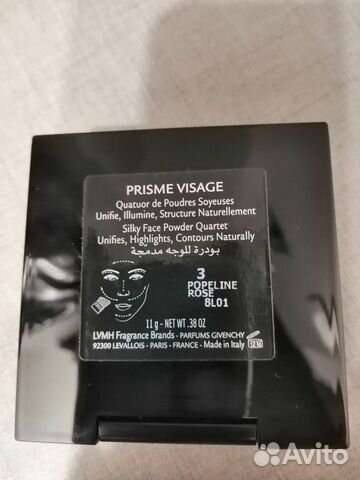 PRISME VISAGE
Quatuor de Poudres Soyeuses
Unifie, Illumine, Structure Naturellement
Silky Face Powder Quartet
Unifies, Highlights, Contours Naturally
بودرة للوجه مدمجة
3
POPELINE
ROSE
8L01
11 g - NET WT .38 OZ
LVMH Fragrance Brands - PARFUMS GIVENCHY
92300 LEVALLOIS - PARIS - FRANCE - Made in Italy
12 M
Avito